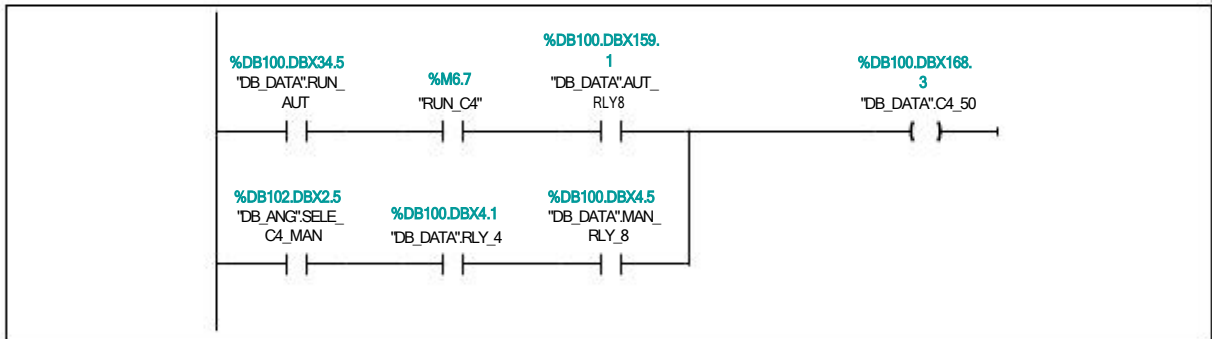 %DB100.DBX159.
1
%DB100.DBX34.5
"DB_DATA".RUN_
AUT
%M6.7
"RUN_C4"
"DB_DATA".AUT_
RLY8
%DB100.DBX168.
3
"DB_DATA".C4_50
%DB102.DBX2.5
"DB_ANG".SELE_
C4_MAN
%DB100.DBX4.1
"DB_DATA".RLY_4
%DB100.DBX4.5
"DB_DATA".MAN_
RLY_8